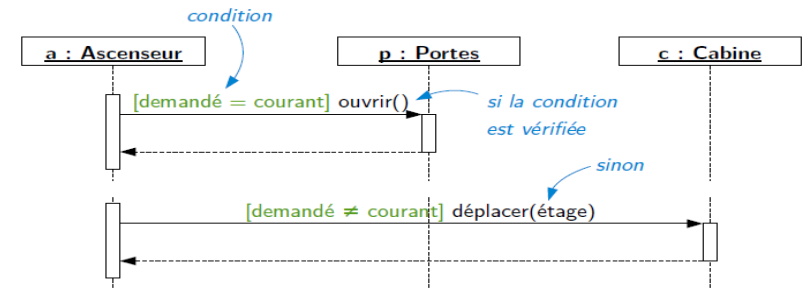 condition
a : Ascenseur
p : Portes
c : Cabine
[demandé = courant] ouvrir()
si la condition
est vérifiée
sinon
[demandé ≠ courant] déplacer(étage)